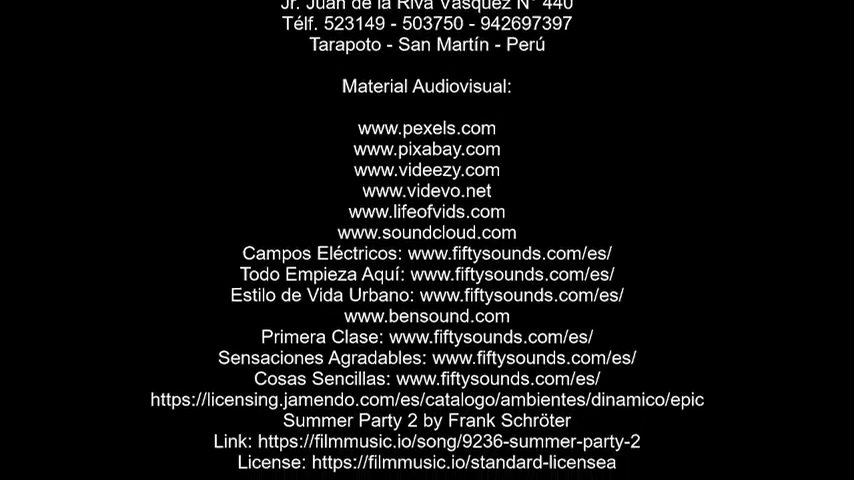 Jr. Juan de la Riva Vásquez N° 440
Télf. 523149 - 503750 - 942697397
Tarapoto - San Martín - Perú
Material Audiovisual:
www.pexels.com
www.pixabay.com
www.videezy.com
www.videvo.net
www.lifeofvids.com
www.soundcloud.com
Campos Eléctricos: www.fiftysounds.com/es/
Todo Empieza Aquí: www.fiftysounds.com/es/
Estilo de Vida Urbano: www.fiftysounds.com/es/
www.bensound.com
Primera Clase: www.fiftysounds.com/es/
Sensaciones Agradables: www.fiftysounds.com/es/
Cosas Sencillas: www.fiftysounds.com/es/
https://licensing.jamendo.com/es/catalogo/ambientes/dinamico/epic
Summer Party 2 by Frank Schröter
Link: https://filmmusic.io/song/9236-summer-party-2
License: https://filmmusic.io/standard-licensea